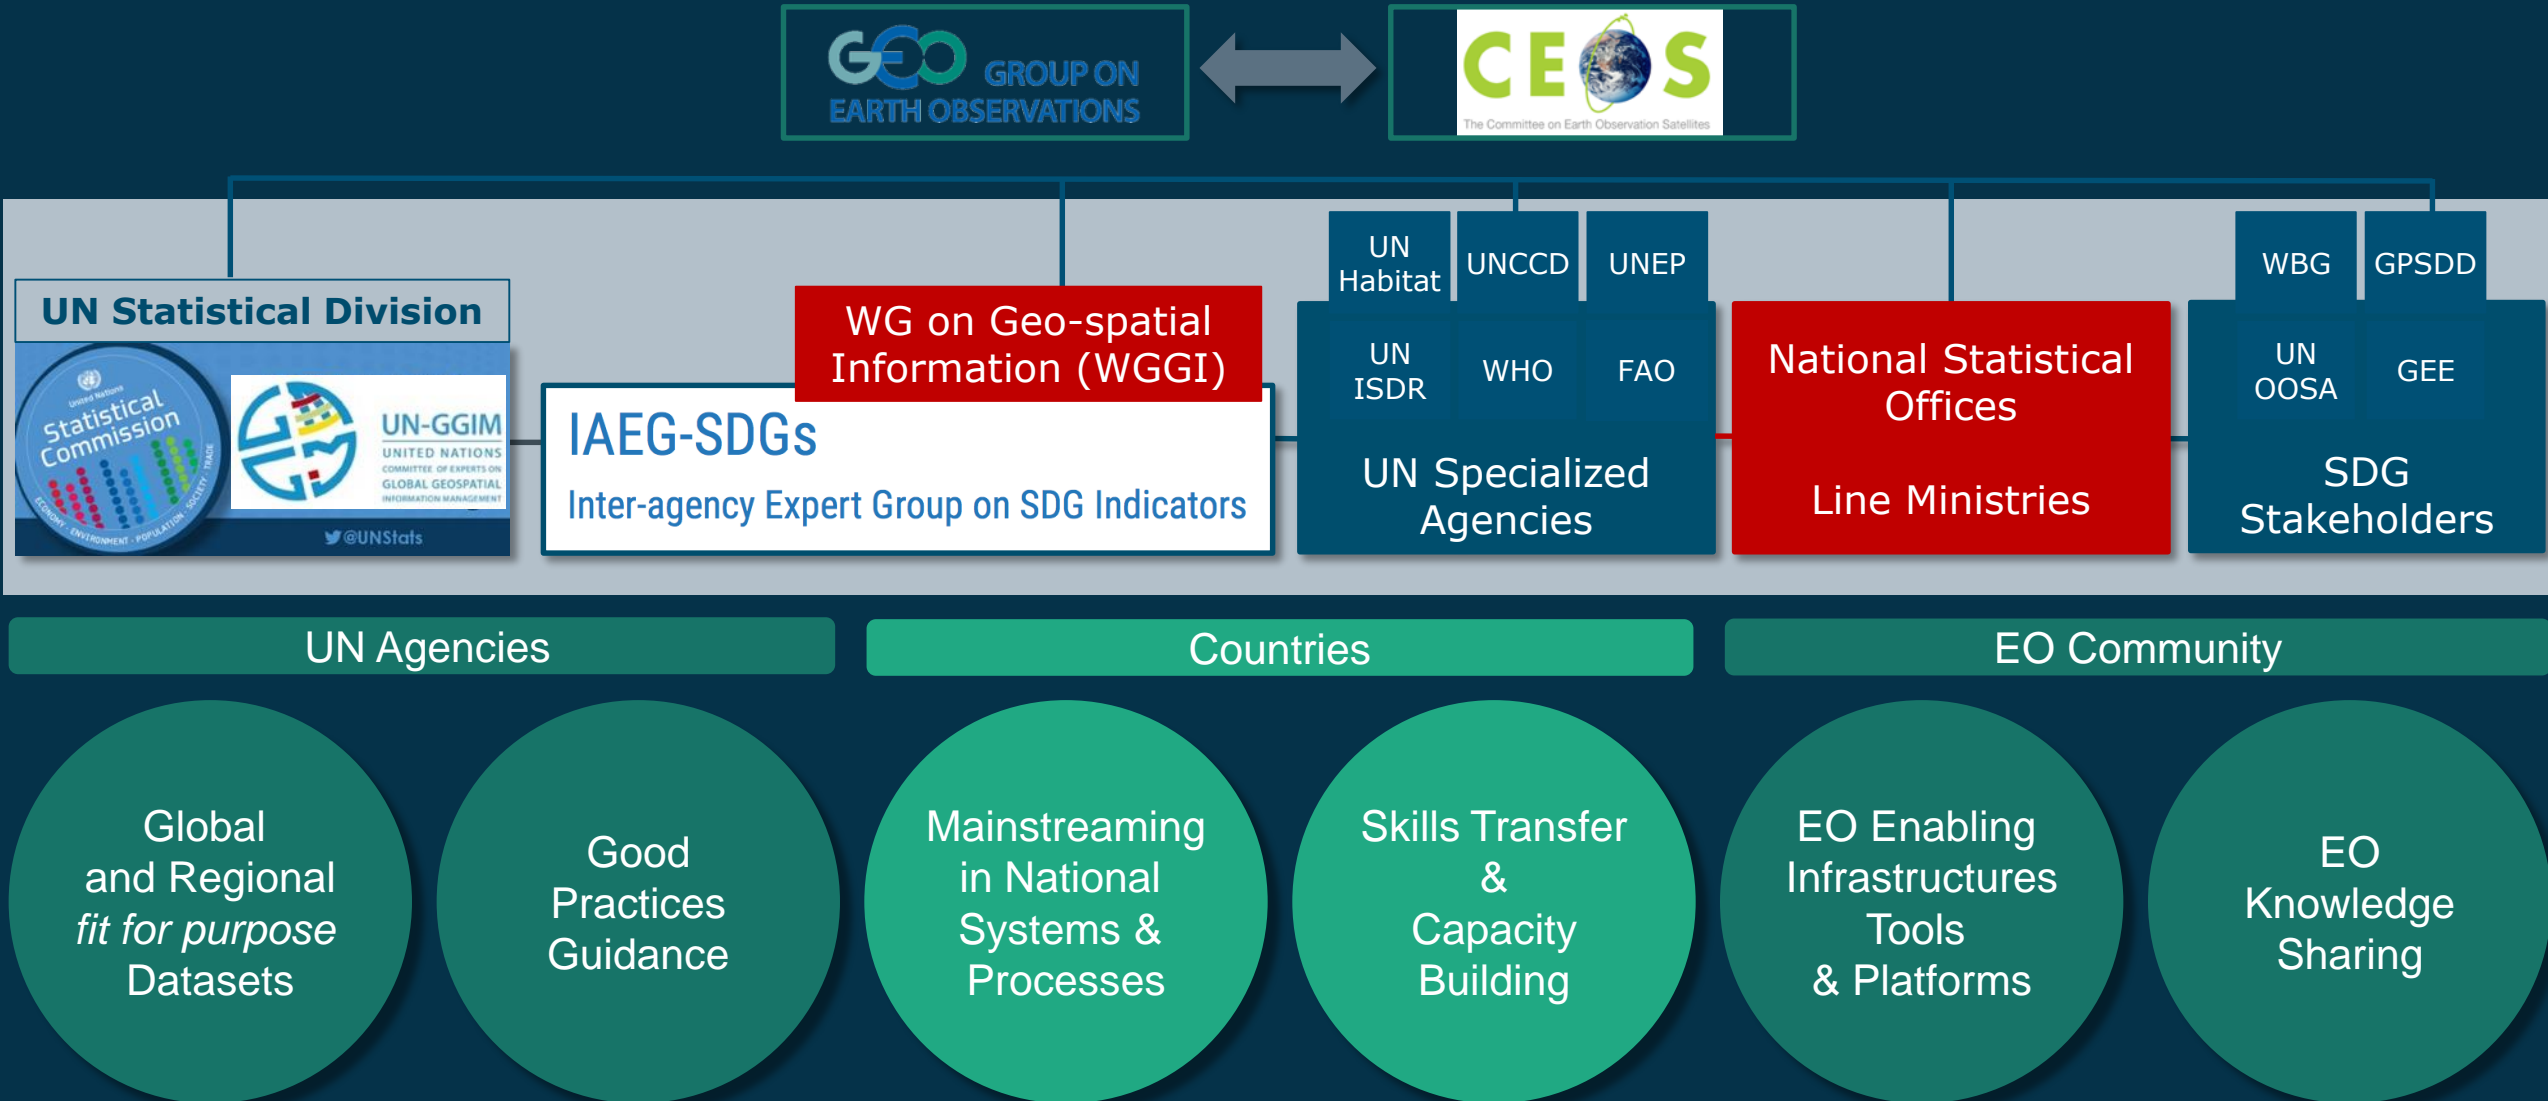 GEO GROUP ON
EARTH OBSERVATIONS
CEOS
The Committee on Earth Observation Satellites
UN Statistical Division
United Nations
Statistical
Commission
ECONOMY · ENVIRONMENT · POPULATION · SOCIETY · TRADE
UN-GGIM
UNITED NATIONS
COMMITTEE OF EXPERTS ON
GLOBAL GEOSPATIAL
INFORMATION MANAGEMENT
@UNStats
WG on Geo-spatial
Information (WGGI)
IAEG-SDGs
Inter-agency Expert Group on SDG Indicators
UN
Habitat
UNCCD
UNEP
UN
ISDR
WHO
FAO
UN Specialized
Agencies
National Statistical
Offices
Line Ministries
WBG
GPSDD
UN
OOSA
GEE
SDG
Stakeholders
UN Agencies
Countries
EO Community
Global
and Regional
fit for purpose
Datasets
Good
Practices
Guidance
Mainstreaming
in National
Systems &
Processes
Skills Transfer
&
Capacity
Building
EO Enabling
Infrastructures
Tools
& Platforms
EO
Knowledge
Sharing